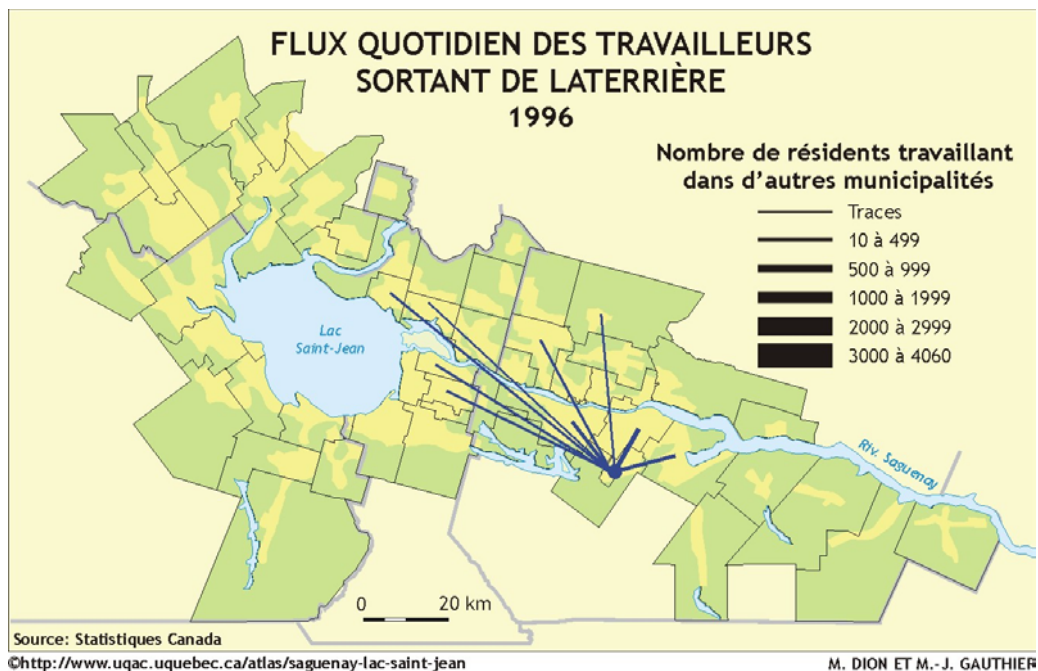 FLUX QUOTIDIEN DES TRAVAILLEURS
SORTANT DE LATERRIÈRE
1996
Nombre de résidents travaillant
dans d'autres municipalités
Traces
10 à 499
500 à 999
1000 à 1999
2000 à 2999
3000 à 4060
Lac
Saint-Jean
Riv. Saguenay
0 20 km
Source: Statistiques Canada
©http://www.uqac.uquebec.ca/atlas/saguenay-lac-saint-jean
M. DION ET M.-J. GAUTHIER